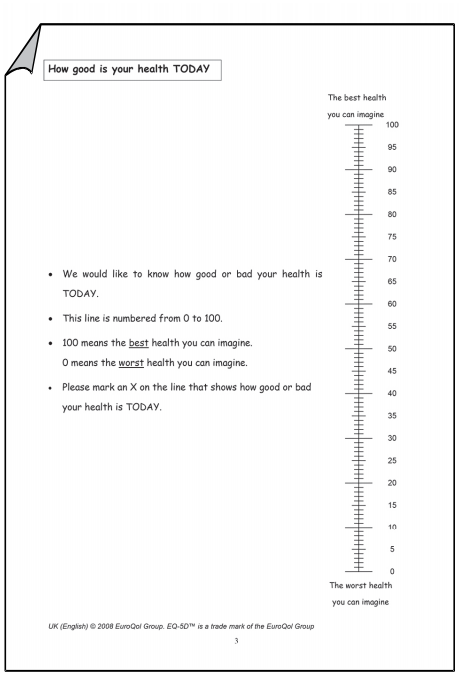 How good is your health TODAY
The best health
you can imagine
100
95
90
85
80
75
70
65
60
55
50
45
40
35
30
25
20
15
10
5
0
The worst health
you can imagine
• We would like to know how good or bad your health is
TODAY.
• This line is numbered from 0 to 100.
• 100 means the best health you can imagine.
0 means the worst health you can imagine.
• Please mark an X on the line that shows how good or bad
your health is TODAY.
UK (English) © 2008 EuroQol Group. EQ-5D™ is a trade mark of the EuroQol Group
3